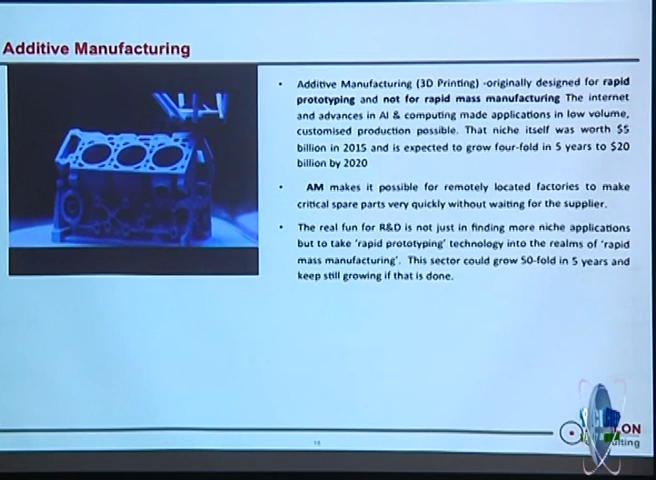 Additive Manufacturing
• Additive Manufacturing (3D Printing) -originally designed for rapid
prototyping and not for rapid mass manufacturing The internet
and advances in AI & computing made applications in low volume,
customised production possible. That niche itself was worth $5
billion in 2015 and is expected to grow four-fold in 5 years to $20
billion by 2020
• AM makes it possible for remotely located factories to make
critical spare parts very quickly without waiting for the supplier.
• The real fun for R&D is not just in finding more niche applications
but to take 'rapid prototyping' technology into the realms of 'rapid
mass manufacturing'. This sector could grow 50-fold in 5 years and
keep still growing if that is done.